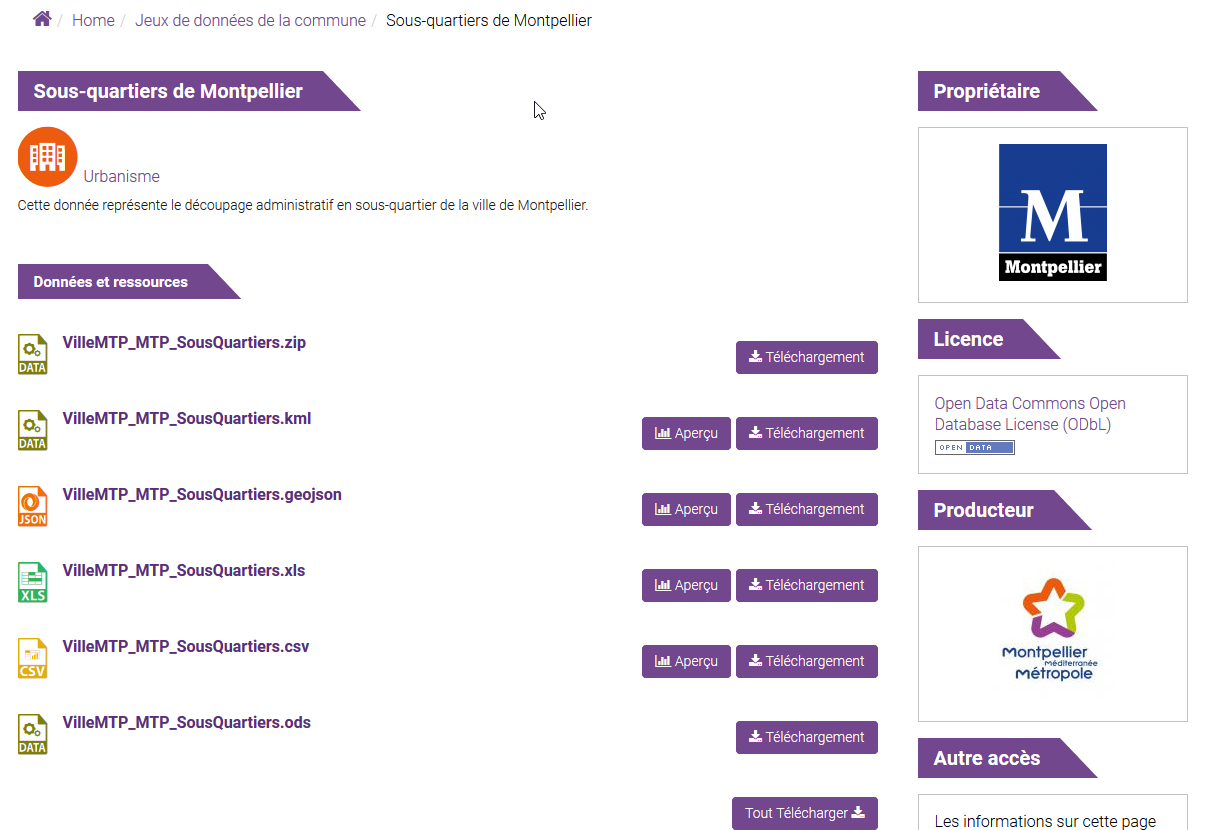 Home / Jeux de données de la commune / Sous-quartiers de Montpellier
Sous-quartiers de Montpellier
Urbanisme
Cette donnée représente le découpage administratif en sous-quartier de la ville de Montpellier.
Données et ressources
DATA
VilleMTP_MTP_SousQuartiers.zip
Téléchargement
DATA
VilleMTP_MTP_SousQuartiers.kml
Aperçu
Téléchargement
JSON
VilleMTP_MTP_SousQuartiers.geojson
Aperçu
Téléchargement
XLS
VilleMTP_MTP_SousQuartiers.xls
Aperçu
Téléchargement
CSV
VilleMTP_MTP_SousQuartiers.csv
Aperçu
Téléchargement
DATA
VilleMTP_MTP_SousQuartiers.ods
Téléchargement
Tout Télécharger
Propriétaire
M
Montpellier
Licence
Open Data Commons Open
Database License (ODbL)
OPEN DATA
Producteur
Montpellier
Méditerranée
métropole
Autre accès
Les informations sur cette page